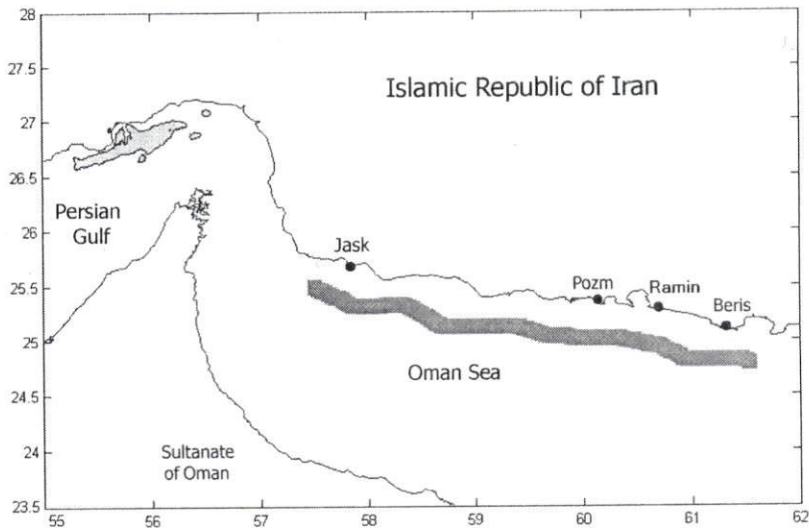 28
27.5
27
26.5
26
25.5
25
24.5
24
23.5
Islamic Republic of Iran
Persian
Gulf
Jask
Pozm
Ramin
Beris
Oman Sea
Sultanate
of Oman
55
56
57
58
59
60
61
62